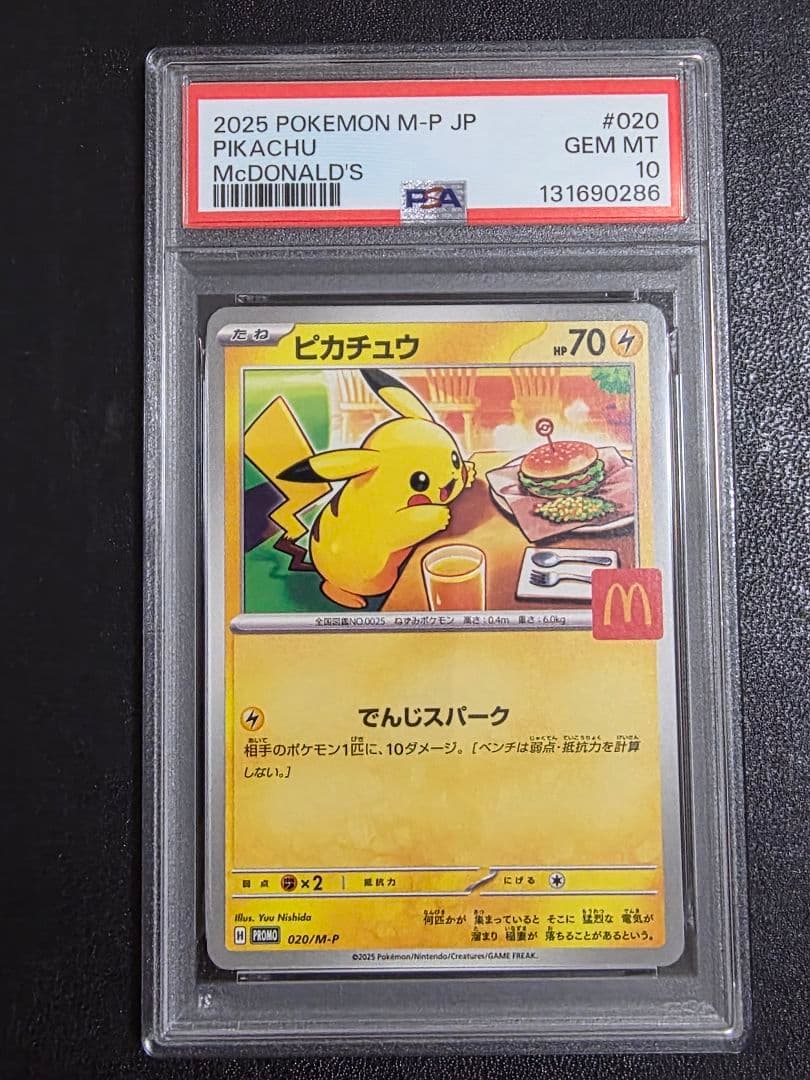 2025 POKEMON M-P JP #020
PIKACHU GEM MT
McDONALD'S 10
PSA 131690286
たね ピカチュウ HP70
M
全国図鑑NO.0025 ねずみポケモン 高さ:0.4m 重さ:6.0kg
でんじスパーク
相手のポケモン1匹に、10ダメージ。[ベンチは弱点・抵抗力を計算
しない。]
弱点 ×2 抵抗力 にげる
Illus. Yuu Nishida
何匹かが 集まっていると そこに 猛烈な 電気が
溜まり 稲妻が 落ちることがあるという。
H PROMO 020/M-P
©2025 Pokémon/Nintendo/Creatures/GAME FREAK.